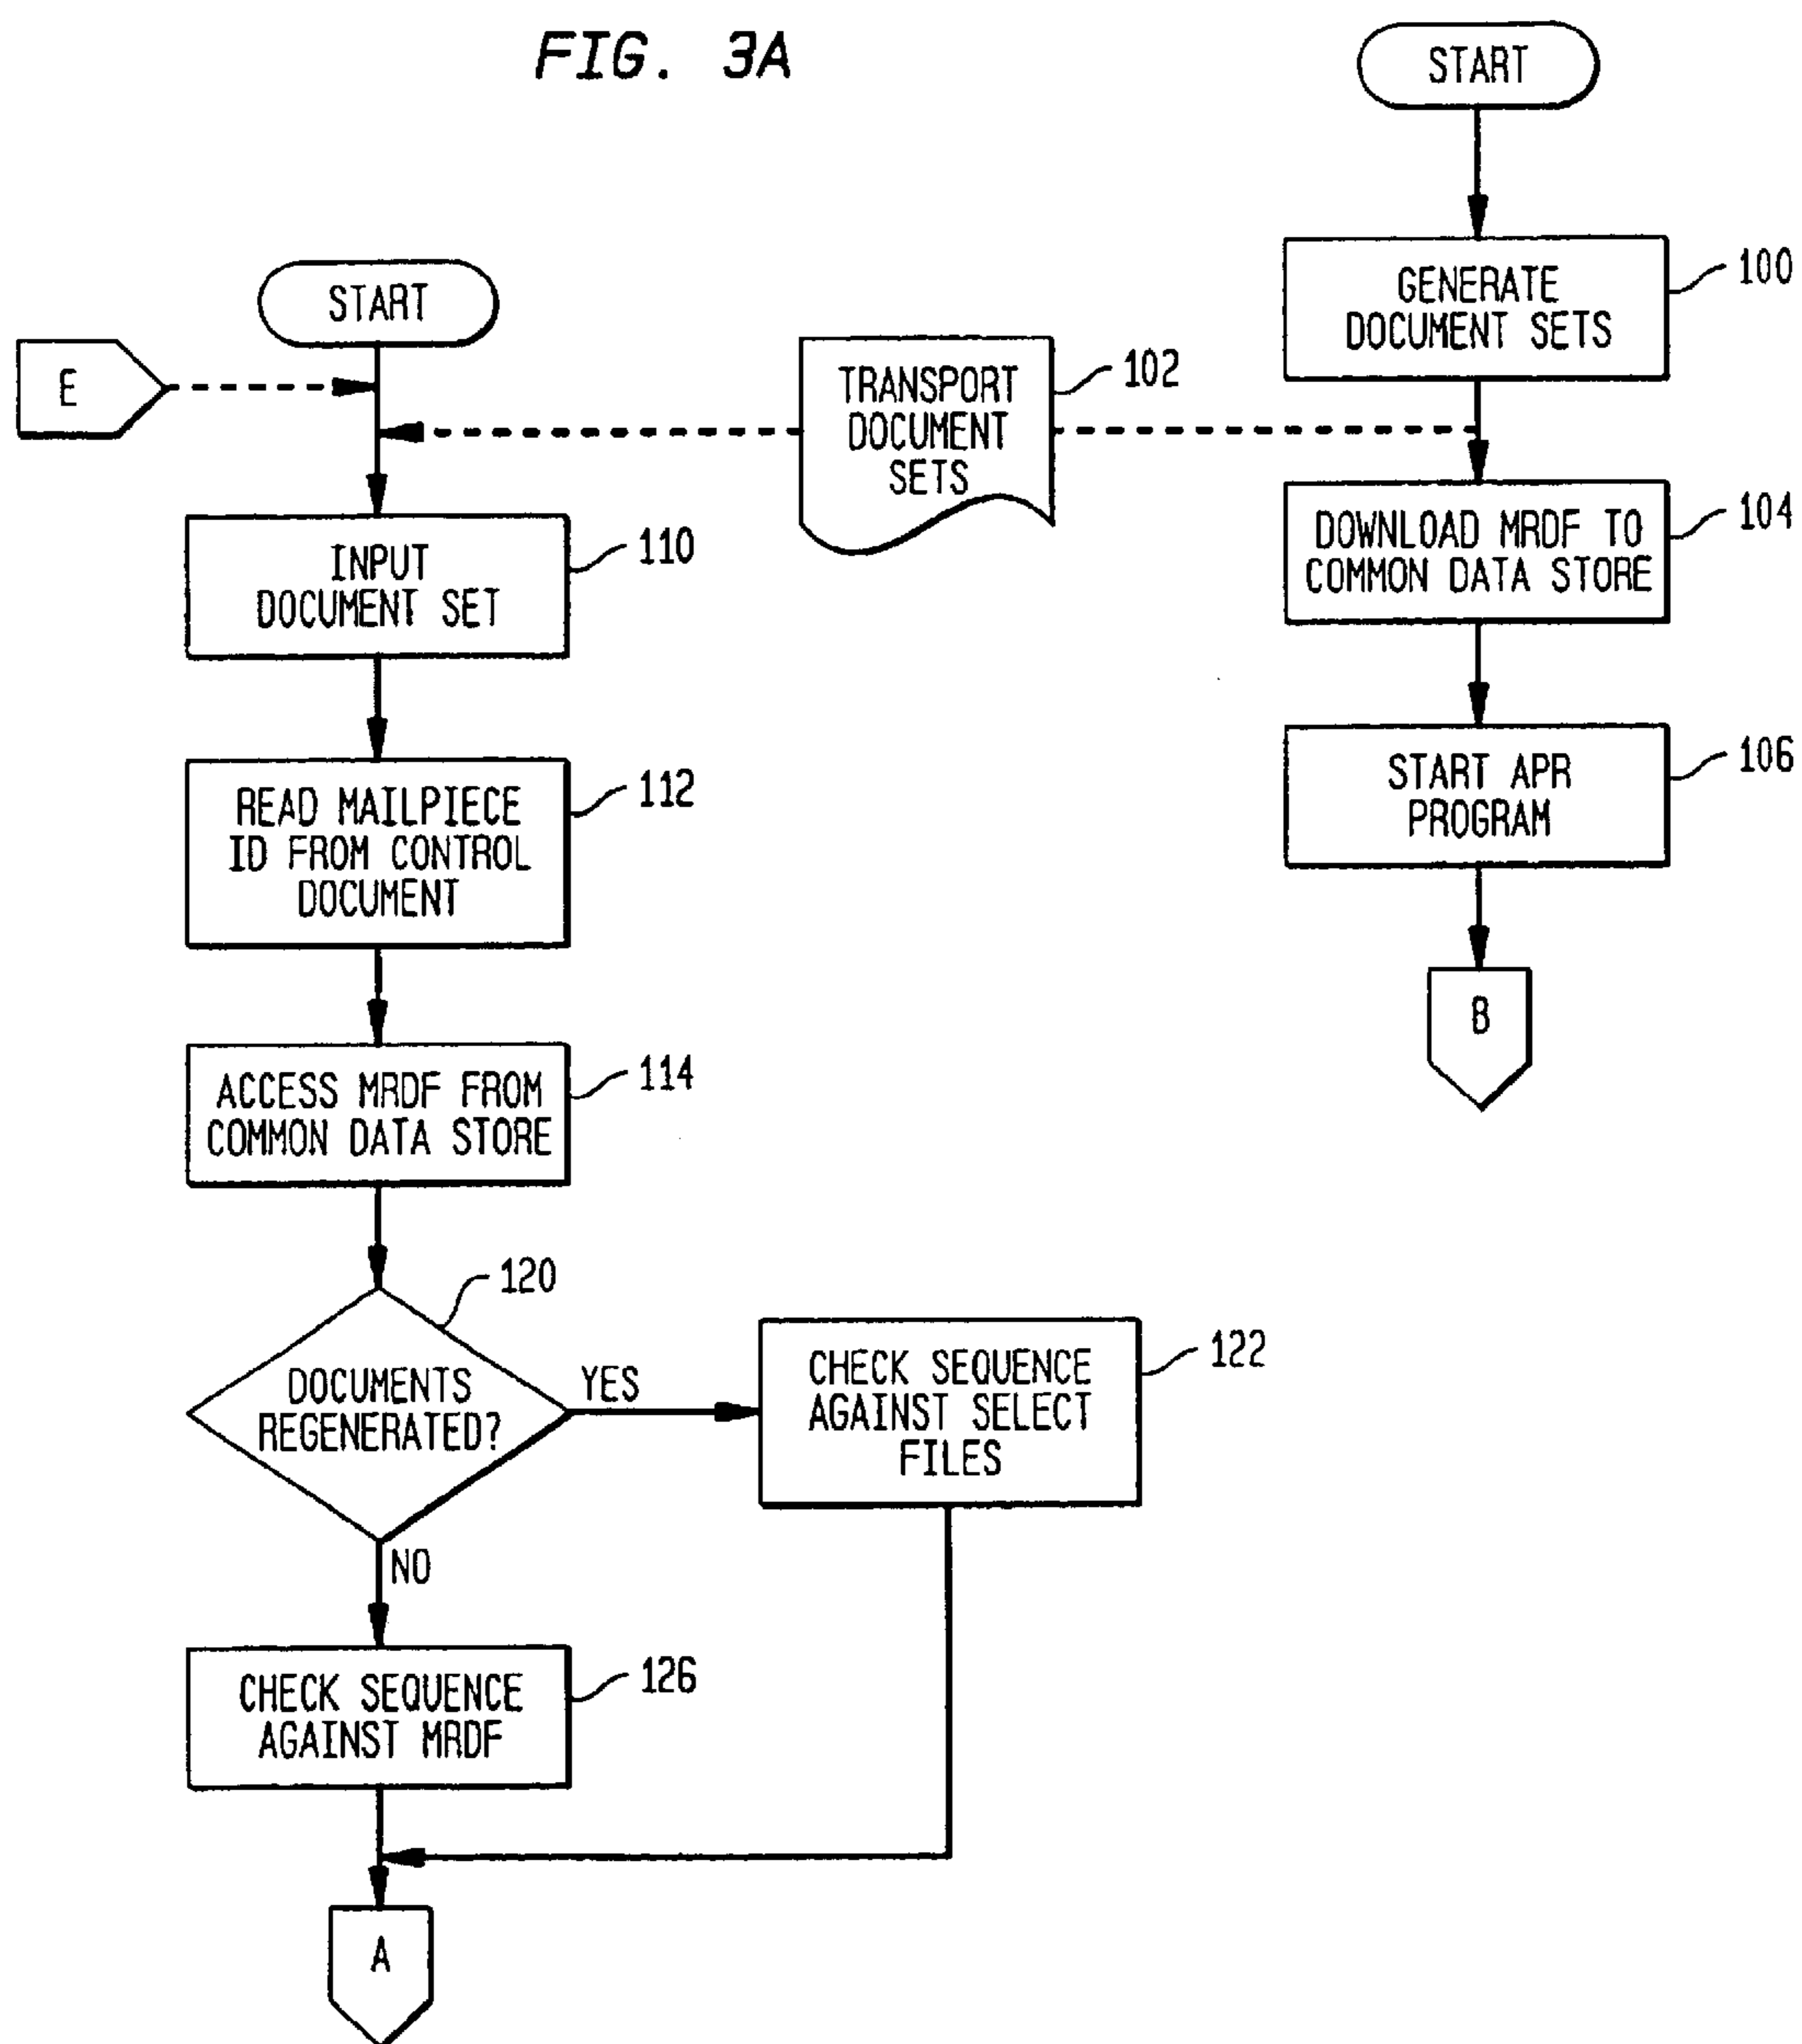 FIG. 3A
START
GENERATE
DOCUMENT SETS
100
START
E
TRANSPORT
DOCUMENT
SETS
102
DOWNLOAD MRDF TO
COMMON DATA STORE
104
INPUT
DOCUMENT SET
110
START APR
PROGRAM
106
READ MAILPIECE
ID FROM CONTROL
DOCUMENT
112
B
ACCESS MRDF FROM
COMMON DATA STORE
114
120
DOCUMENTS
REGENERATED?
YES
CHECK SEQUENCE
AGAINST SELECT
FILES
122
NO
CHECK SEQUENCE
AGAINST MRDF
126
A